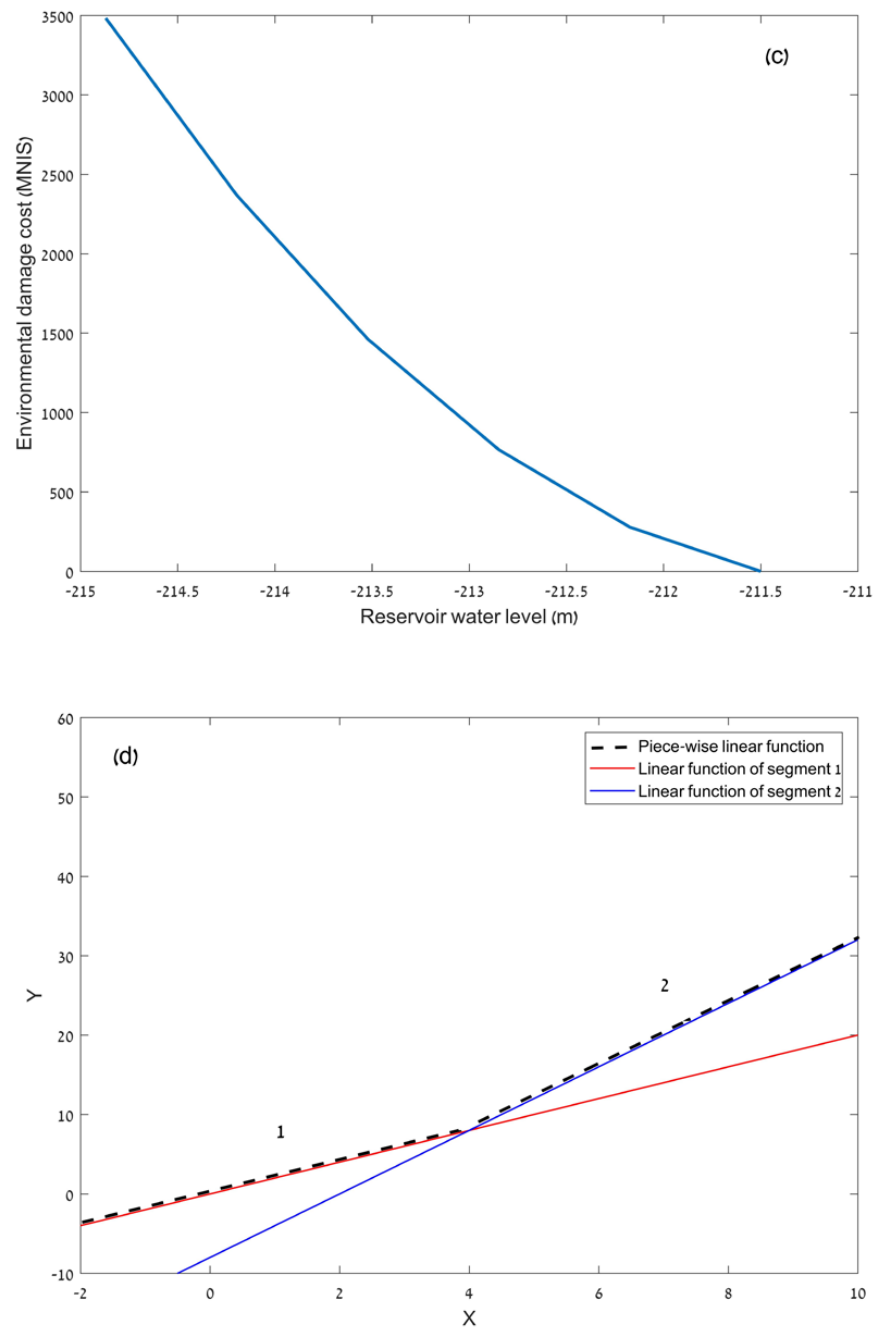 (c)
Environmental damage cost (MNIS)
3500
3000
2500
2000
1500
1000
500
0
-215 -214.5 -214 -213.5 -213 -212.5 -212 -211.5 -211
Reservoir water level (m)
(d)
Piece-wise linear function
Linear function of segment 1
Linear function of segment 2
Y
60
50
40
30
20
10
0
-10
2
1
-2 0 2 4 6 8 10
X